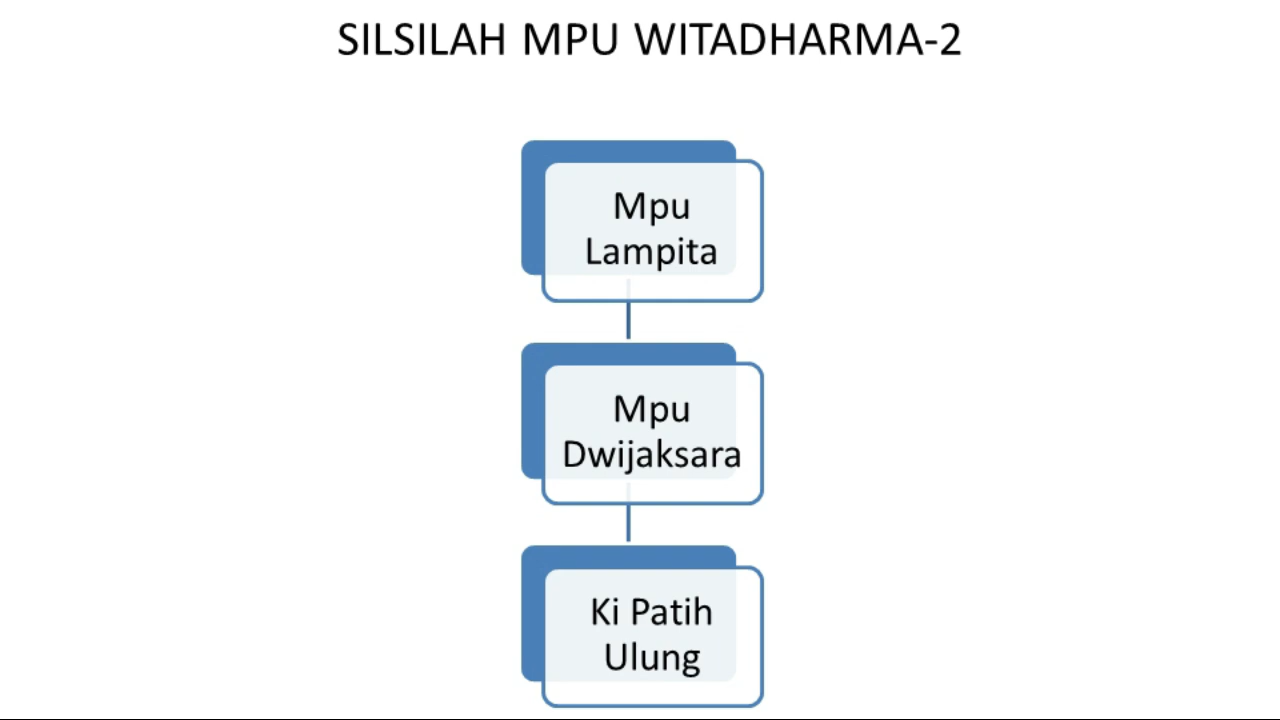 SILSILAH MPU WITADHARMA-2
Mpu
Lampita
Mpu
Dwijaksara
Ki Patih
Ulung